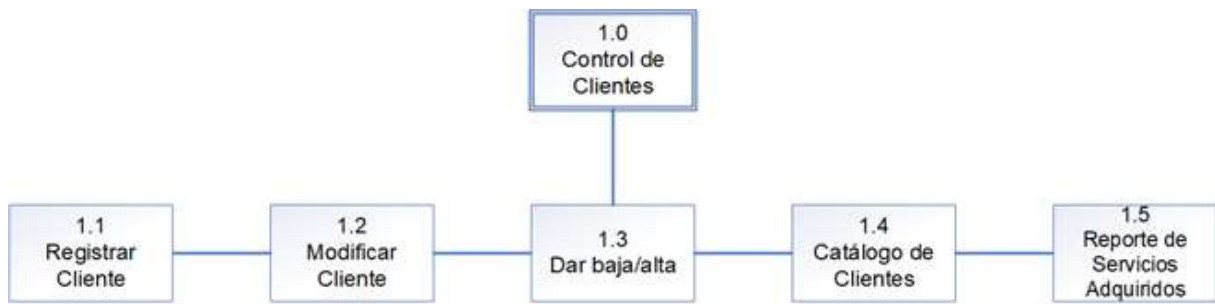 1.0
Control de
Clientes
1.1
Registrar
Cliente
1.2
Modificar
Cliente
1.3
Dar baja/alta
1.4
Catálogo de
Clientes
1.5
Reporte de
Servicios
Adquiridos